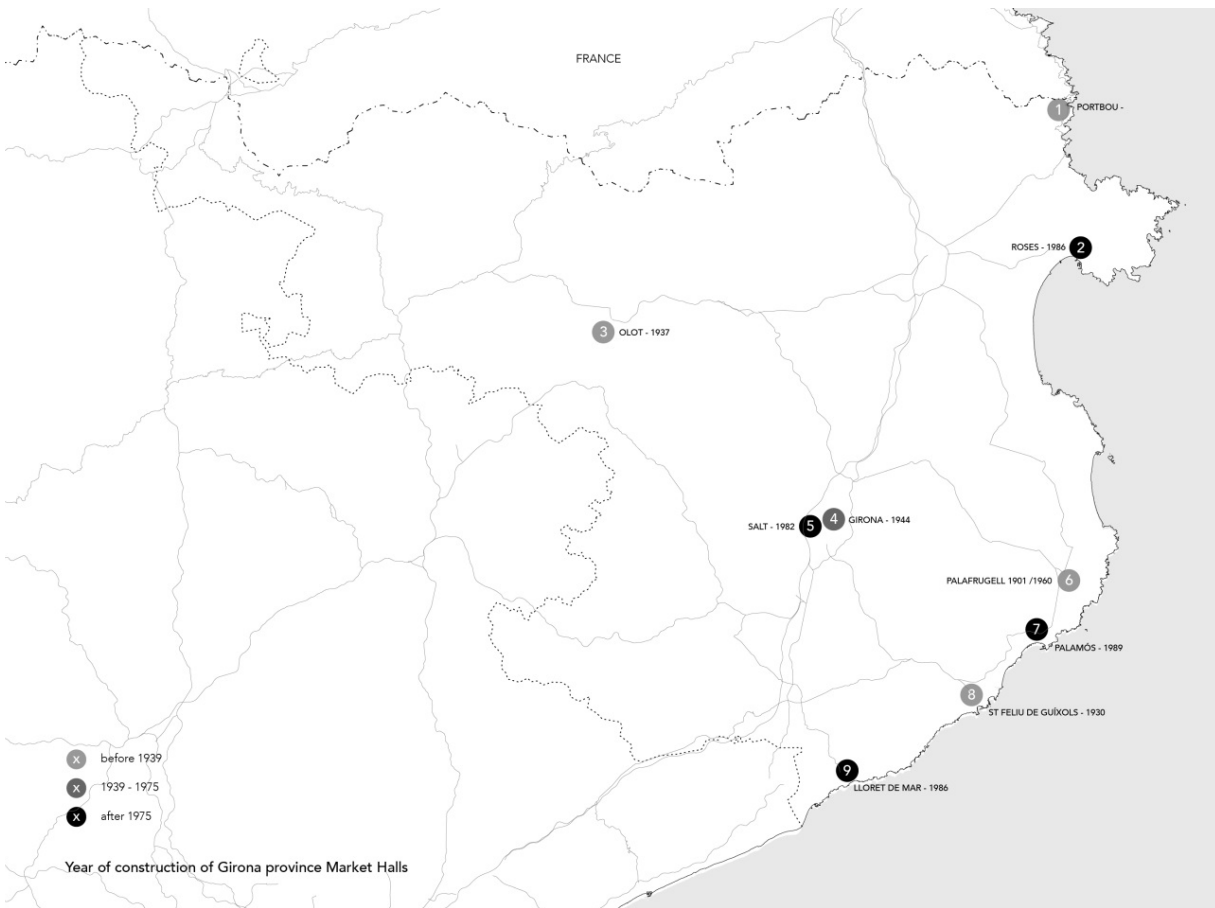 FRANCE
1 PORTBOU -
ROSES - 1986 2
3 OLOT - 1937
SALT - 1982 5 4 GIRONA - 1944
PALAFRUGELL 1901 /1960 6
7
PALAMÓS - 1989
8
ST FELIU DE GUÍXOLS - 1930
9
LLORET DE MAR - 1986
x before 1939
x 1939 - 1975
x after 1975
Year of construction of Girona province Market Halls